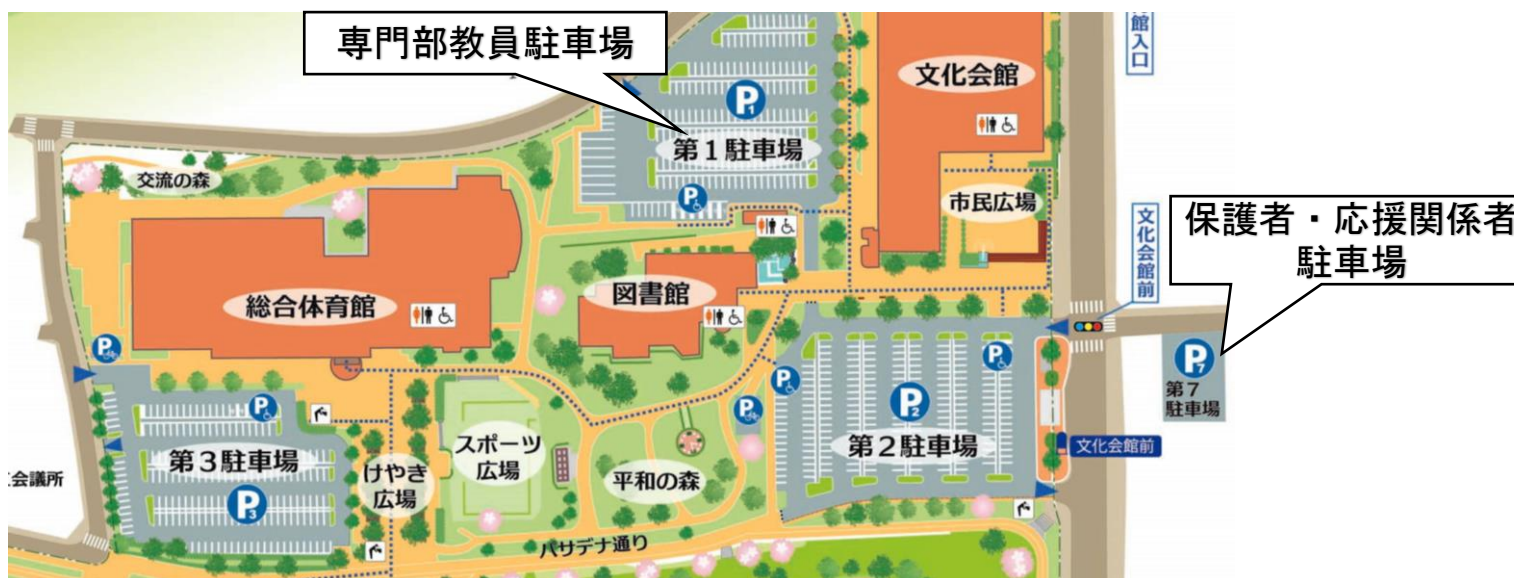 専門部教員駐車場
館入口
文化会館
P1
第1駐車場
交流の森
市民広場
文化会館前
保護者・応援関係者
駐車場
総合体育館
図書館
P
P
P
P
P
P
P
P7
第7
駐車場
P2
第2駐車場
文化会館前
第3駐車場
P3
けやき
広場
スポーツ
広場
平和の森
会議所
パサデナ通り